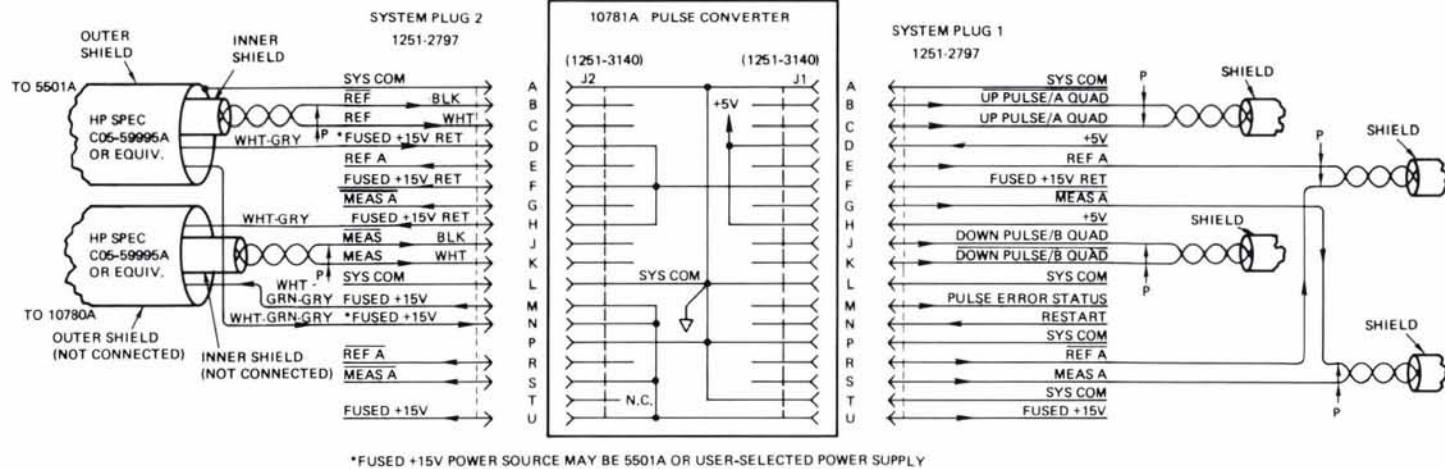 SYSTEM PLUG 2
1251-2797
10781A PULSE CONVERTER
SYSTEM PLUG 1
1251-2797
OUTER
SHIELD
INNER
SHIELD
(1251-3140)
J2
(1251-3140)
J1
+5V
SYS COM
N.C.
TO 5501A
HP SPEC
C05-59995A
OR EQUIV.
SYS COM
REF BLK
REF WHT
P
WHT-GRY *FUSED +15V RET
REF A
FUSED +15V RET
MEAS A
WHT-GRY FUSED +15V RET
HP SPEC
C05-59995A
OR EQUIV.
MEAS BLK
MEAS WHT
P
WHT-
GRN-GRY
SYS COM
FUSED +15V
WHT-GRN-GRY *FUSED +15V
TO 10780A
OUTER SHIELD
(NOT CONNECTED)
INNER SHIELD
(NOT CONNECTED)
REF A
MEAS A
FUSED +15V
A
B
C
D
E
F
G
H
J
K
L
M
N
P
R
S
T
U
A
B
C
D
E
F
G
H
J
K
L
M
N
P
R
S
T
U
SYS COM
UP PULSE/A QUAD
UP PULSE/A QUAD
+5V
REF A
FUSED +15V RET
MEAS A
+5V
DOWN PULSE/B QUAD
DOWN PULSE/B QUAD
SYS COM
PULSE ERROR STATUS
RESTART
SYS COM
REF A
MEAS A
SYS COM
FUSED +15V
P
SHIELD
P
SHIELD
SHIELD
P
SHIELD
P
*FUSED +15V POWER SOURCE MAY BE 5501A OR USER-SELECTED POWER SUPPLY